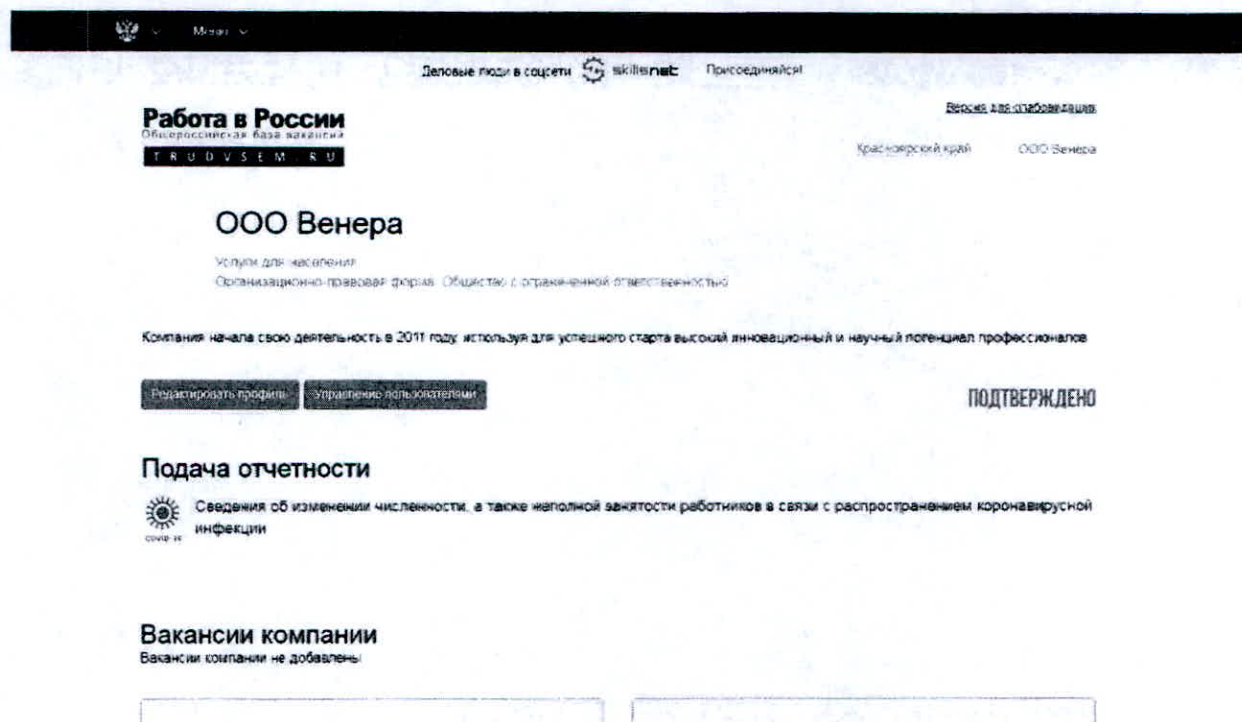 Меню
Деловые люди в соцсети skillsnet Присоединяйся!
Версия для слабовидящих
Работа в России
Общероссийская база вакансий
TRUDVSEM.RU
Красноярский край ООО Венера
ООО Венера
Услуги для населения
Организационно-правовая форма: Общество с ограниченной ответственностью
Компания начала свою деятельность в 2011 году, используя для успешного старта высокий инновационный и научный потенциал профессионалов
Редактировать профиль Управление пользователями
ПОДТВЕРЖДЕНО
Подача отчетности
Сведения об изменении численности, а также неполной занятости работников в связи с распространением коронавирусной
инфекции
COVID-19
Вакансии компании
Вакансии компании не добавлены